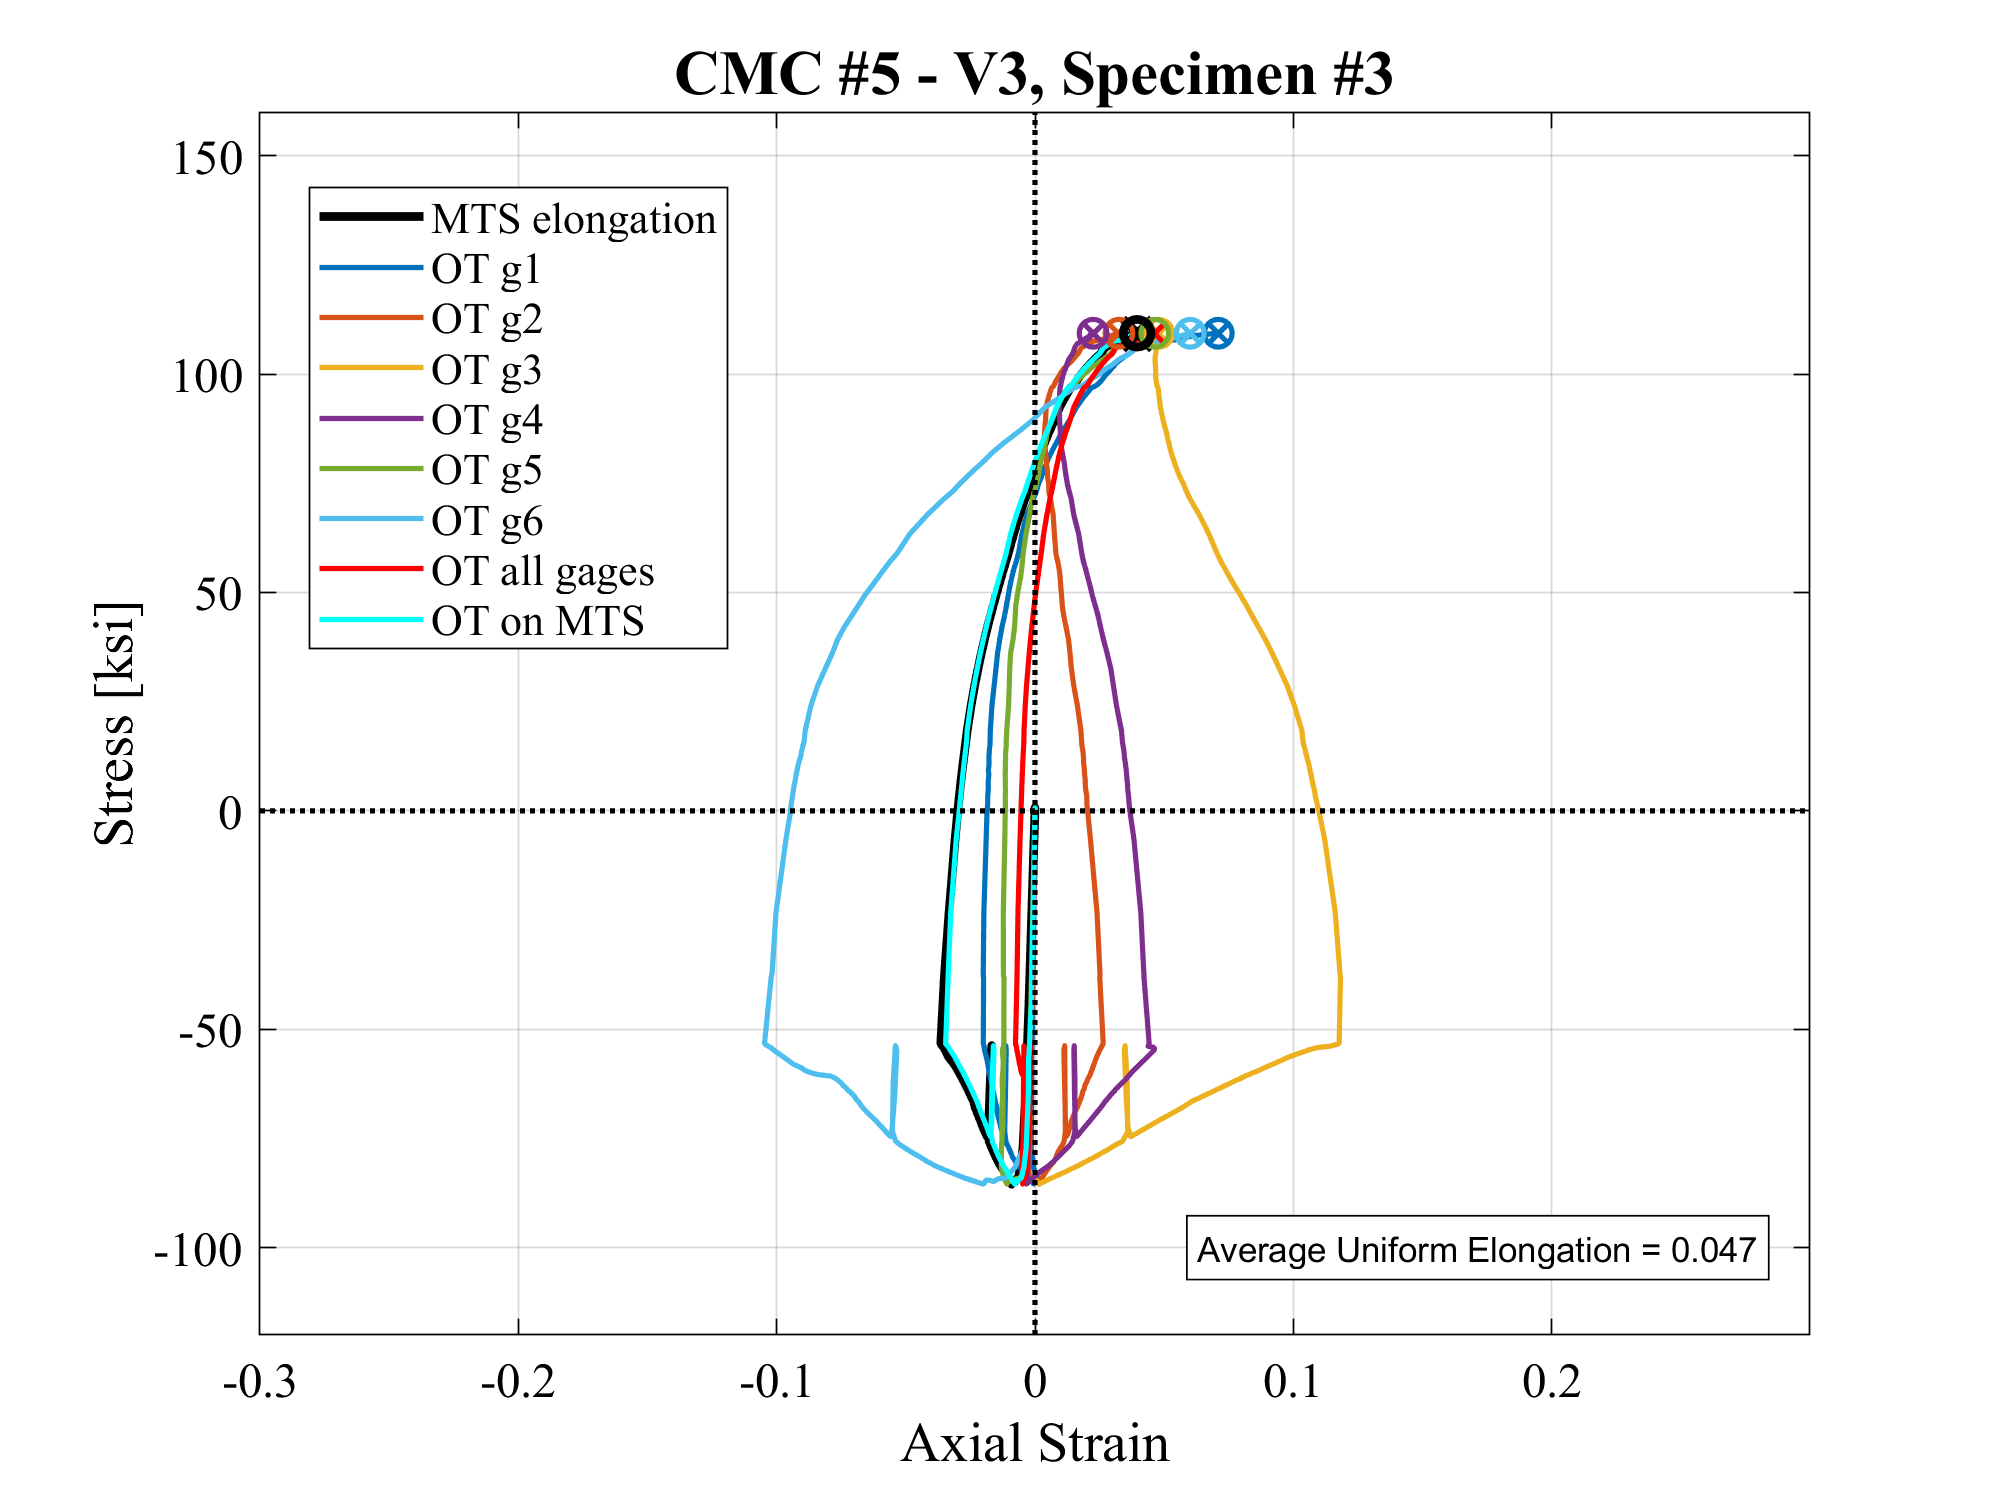 CMC #5 - V3, Specimen #3
150
100
50
0
-50
-100
Stress [ksi]
MTS elongation
OT g1
OT g2
OT g3
OT g4
OT g5
OT g6
OT all gages
OT on MTS
Average Uniform Elongation = 0.047
-0.3
-0.2
-0.1
0
0.1
0.2
Axial Strain